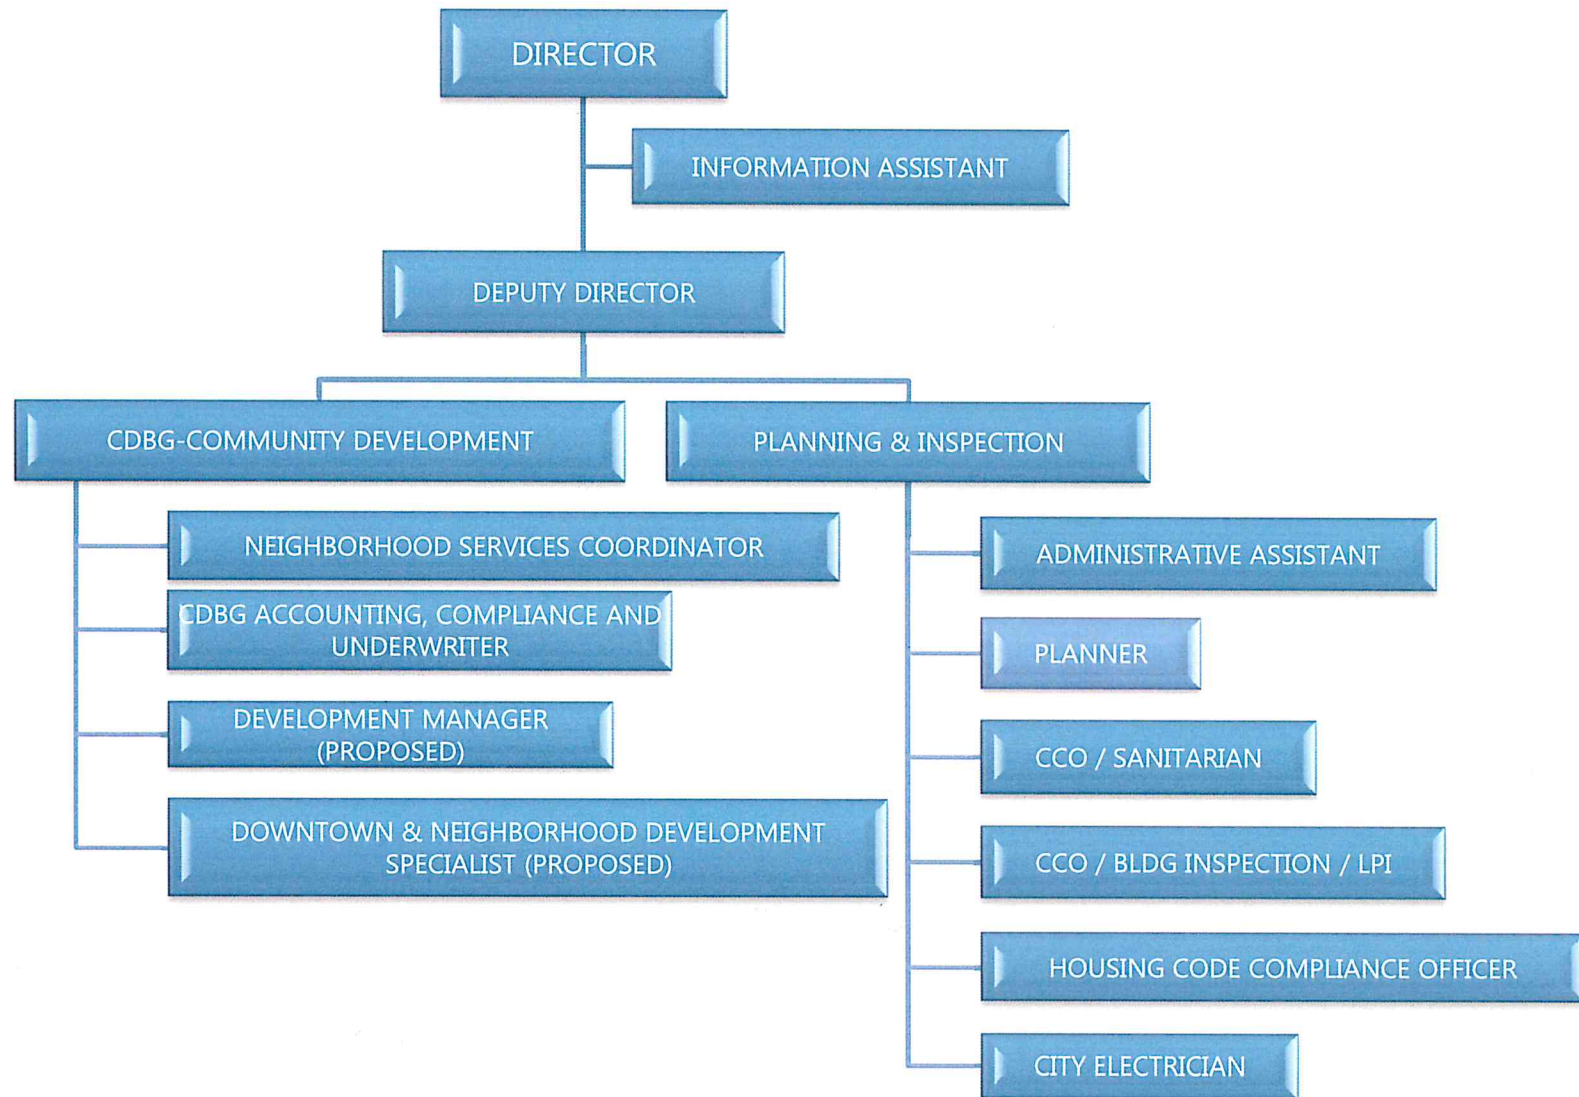 DIRECTOR
INFORMATION ASSISTANT
DEPUTY DIRECTOR
CDBG-COMMUNITY DEVELOPMENT
PLANNING & INSPECTION
NEIGHBORHOOD SERVICES COORDINATOR
CDBG ACCOUNTING, COMPLIANCE AND
UNDERWRITER
DEVELOPMENT MANAGER
(PROPOSED)
DOWNTOWN & NEIGHBORHOOD DEVELOPMENT
SPECIALIST (PROPOSED)
ADMINISTRATIVE ASSISTANT
PLANNER
CCO / SANITARIAN
CCO / BLDG INSPECTION / LPI
HOUSING CODE COMPLIANCE OFFICER
CITY ELECTRICIAN